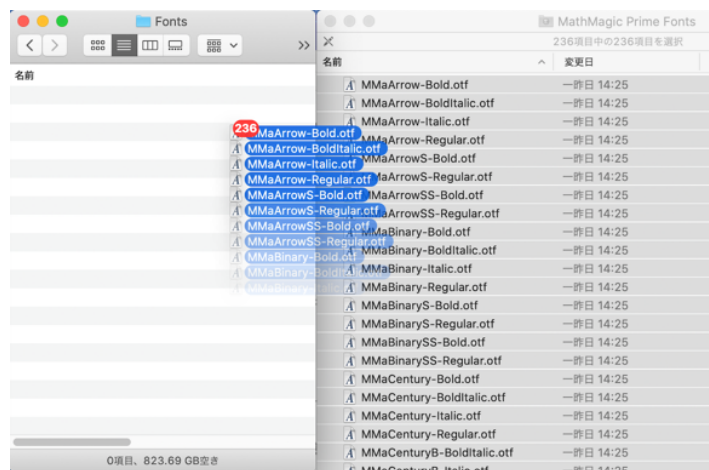 Fonts
名前
236
MMaArrow-Bold.otf
MMaArrow-BoldItalic.otf
MMaArrow-Italic.otf
MMaArrow-Regular.otf
MMaArrowS-Bold.otf
MMaArrowS-Regular.otf
MMaArrowSS-Bold.otf
MMaArrowSS-Regular.otf
MMaBinary-Bold.otf
MMaBinary-BoldItalic.otf
0項目、823.69 GB空き
MathMagic Prime Fonts
236項目中の236項目を選択
名前 変更日
MMaArrow-Bold.otf 一昨日 14:25
MMaArrow-BoldItalic.otf 一昨日 14:25
MMaArrow-Italic.otf 一昨日 14:25
MMaArrow-Regular.otf 一昨日 14:25
MMaArrowS-Bold.otf 一昨日 14:25
MMaArrowS-Regular.otf 一昨日 14:25
MMaArrowSS-Bold.otf 一昨日 14:25
MMaArrowSS-Regular.otf 一昨日 14:25
MMaBinary-Bold.otf 一昨日 14:25
MMaBinary-BoldItalic.otf 一昨日 14:25
MMaBinary-Italic.otf 一昨日 14:25
MMaBinary-Regular.otf 一昨日 14:25
MMaBinaryS-Bold.otf 一昨日 14:25
MMaBinaryS-Regular.otf 一昨日 14:25
MMaBinarySS-Bold.otf 一昨日 14:25
MMaBinarySS-Regular.otf 一昨日 14:25
MMaCentury-Bold.otf 一昨日 14:25
MMaCentury-BoldItalic.otf 一昨日 14:25
MMaCentury-Italic.otf 一昨日 14:25
MMaCentury-Regular.otf 一昨日 14:25
MMaCenturyB-BoldItalic.otf 一昨日 14:25